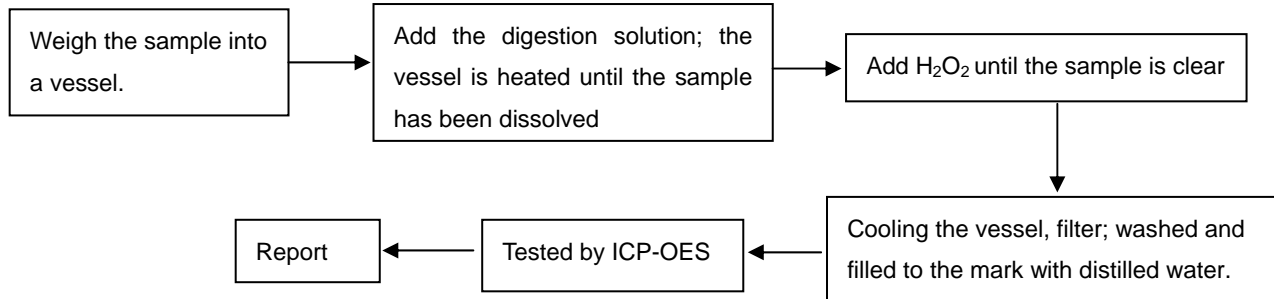 Weigh the sample into
a vessel.
Add the digestion solution; the
vessel is heated until the sample
has been dissolved
Add H₂O₂ until the sample is clear
Cooling the vessel, filter; washed and
filled to the mark with distilled water.
Tested by ICP-OES
Report